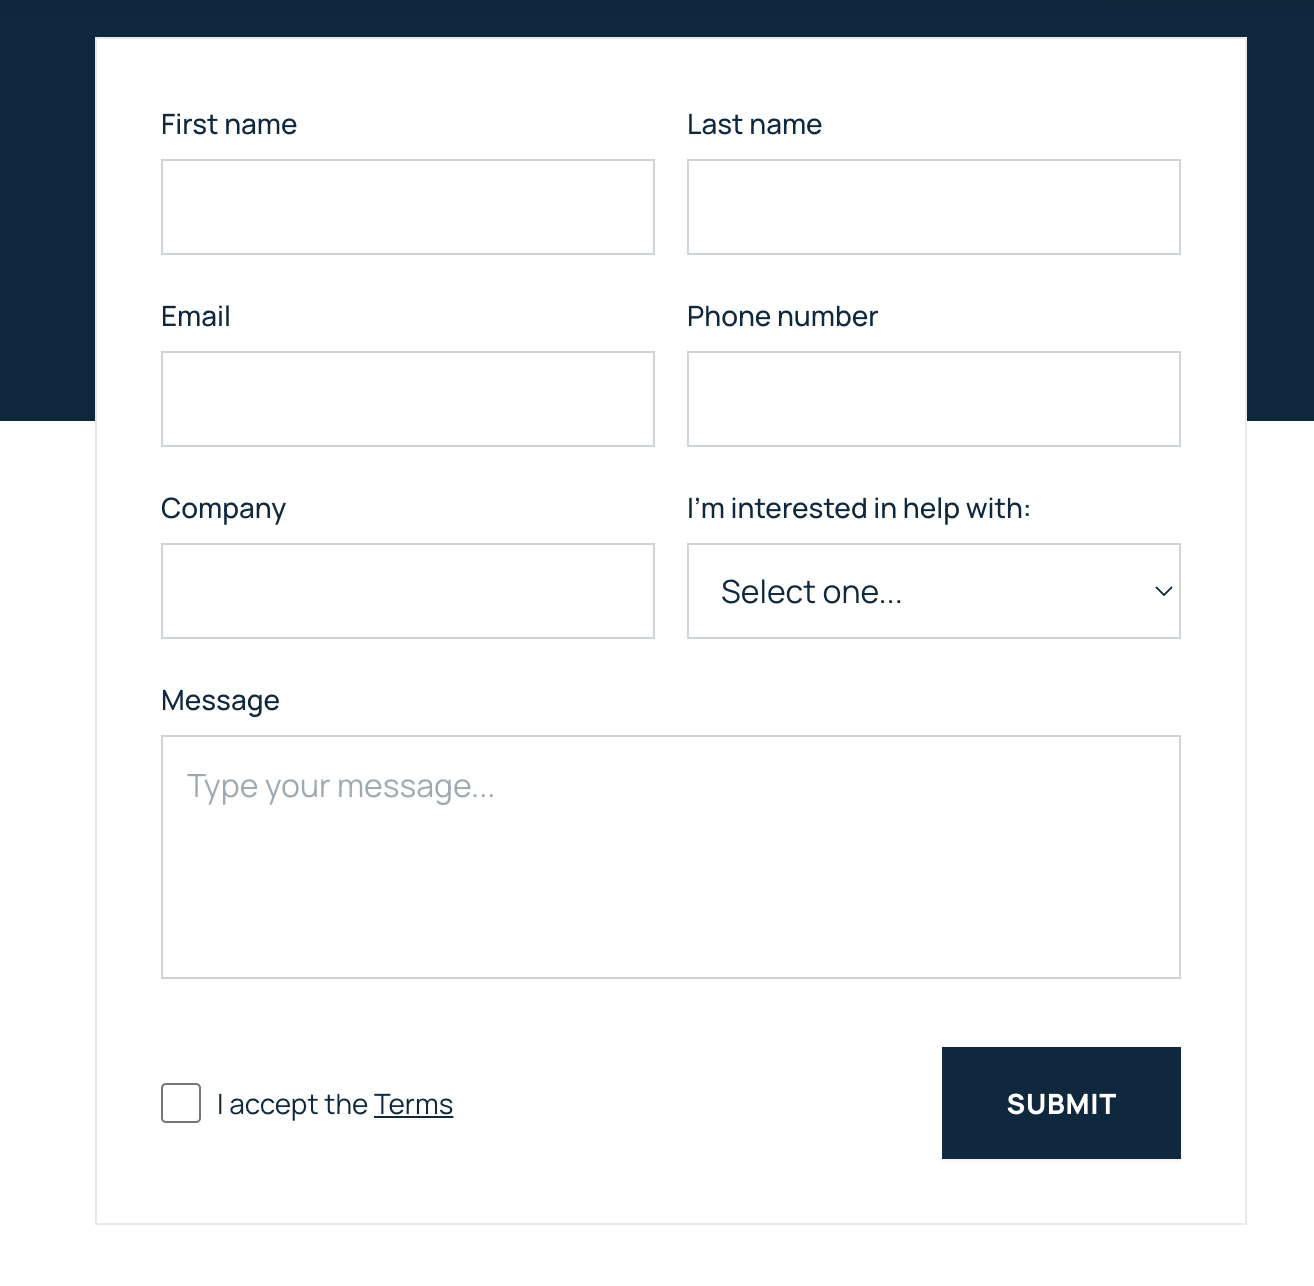 First name
Last name
Email
Phone number
Company
I’m interested in help with:
Select one...
Message
Type your message...
I accept the Terms
SUBMIT